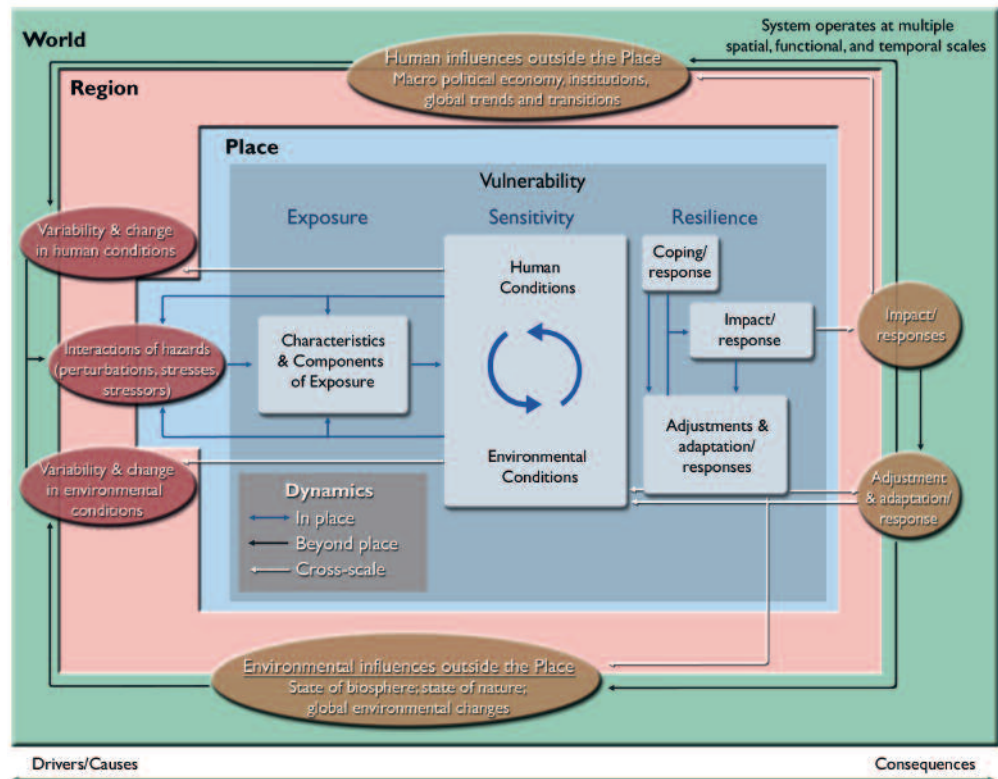 World
System operates at multiple
spatial, functional, and temporal scales
Human influences outside the Place
Macro political economy, institutions,
global trends and transitions
Region
Place
Vulnerability
Exposure
Sensitivity
Resilience
Variability & change
in human conditions
Coping/
response
Human
Conditions
Interactions of hazards
(perturbations, stresses,
stressors)
Characteristics
& Components
of Exposure
Impact/
response
Impact/
responses
Adjustments &
adaptation/
responses
Environmental
Conditions
Variability & change
in environmental
conditions
Adjustment
& adaptation/
response
Dynamics
In place
Beyond place
Cross-scale
Environmental influences outside the Place
State of biosphere; state of nature;
global environmental changes
Drivers/Causes
Consequences